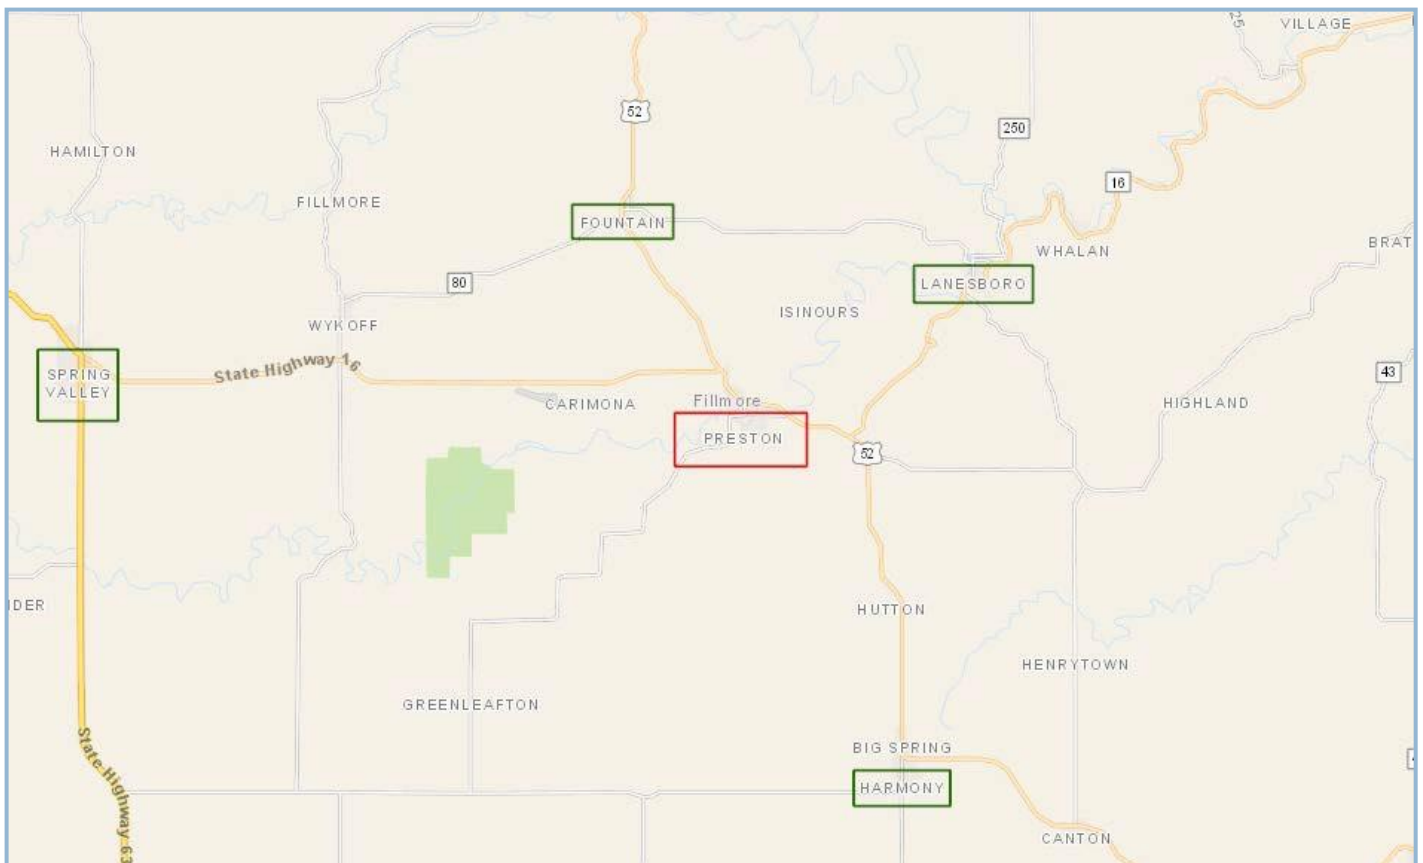 VILLAGE
25
52
250
HAMILTON
16
FILLMORE
FOUNTAIN
BRAT
WHALAN
80
LANESBORO
ISINOURS
WYKOFF
State Highway 16
43
SPRING
VALLEY
Fillmore
CARIMONA
HIGHLAND
PRESTON
52
IDER
HUTTON
HENRYTOWN
GREENLEAFTON
BIG SPRING
State Highway 63
HARMONY
CANTON